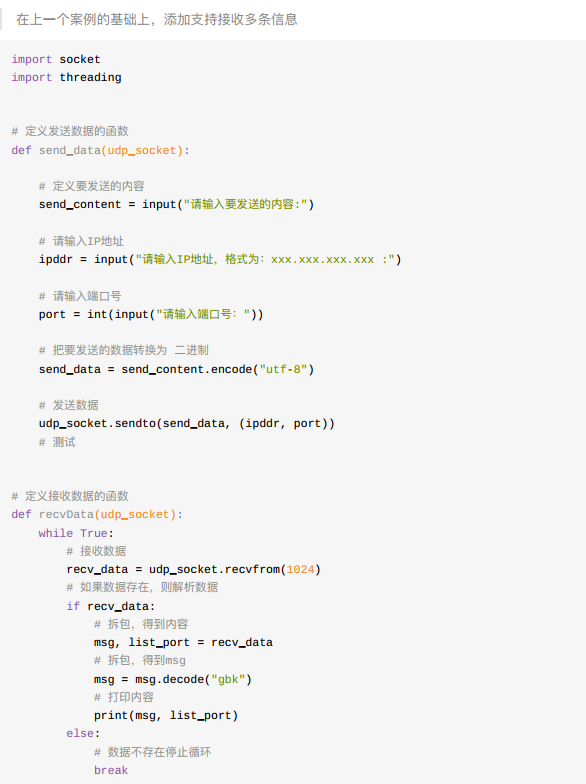 在上一个案例的基础上，添加支持接收多条信息
import socket
import threading
# 定义发送数据的函数
def send_data(udp_socket):
    # 定义要发送的内容
    send_content = input("请输入要发送的内容:")
    # 请输入IP地址
    ipddr = input("请输入IP地址，格式为：xxx.xxx.xxx.xxx :")
    # 请输入端口号
    port = int(input("请输入端口号："))
    # 把要发送的数据转换为 二进制
    send_data = send_content.encode("utf-8")
    # 发送数据
    udp_socket.sendto(send_data, (ipddr, port))
    # 测试
# 定义接收数据的函数
def recvData(udp_socket):
    while True:
        # 接收数据
        recv_data = udp_socket.recvfrom(1024)
        # 如果数据存在，则解析数据
        if recv_data:
            # 拆包，得到内容
            msg, list_port = recv_data
            # 拆包，得到msg
            msg = msg.decode("gbk")
            # 打印内容
            print(msg, list_port)
        else:
            # 数据不存在停止循环
            break